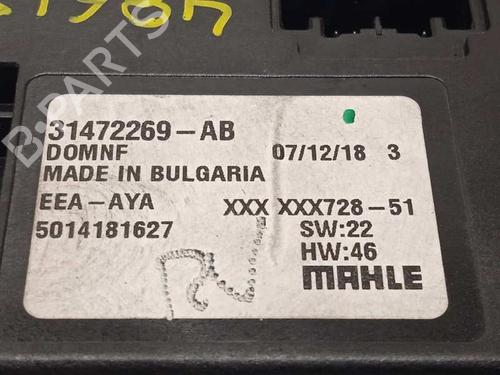 31472269-AB
DOMNF 07/12/18 3
MADE IN BULGARIA
EEA-AYA XXX XXX728-51
5014181627 SW:22
HW:46
MAHLE
B-PARTS